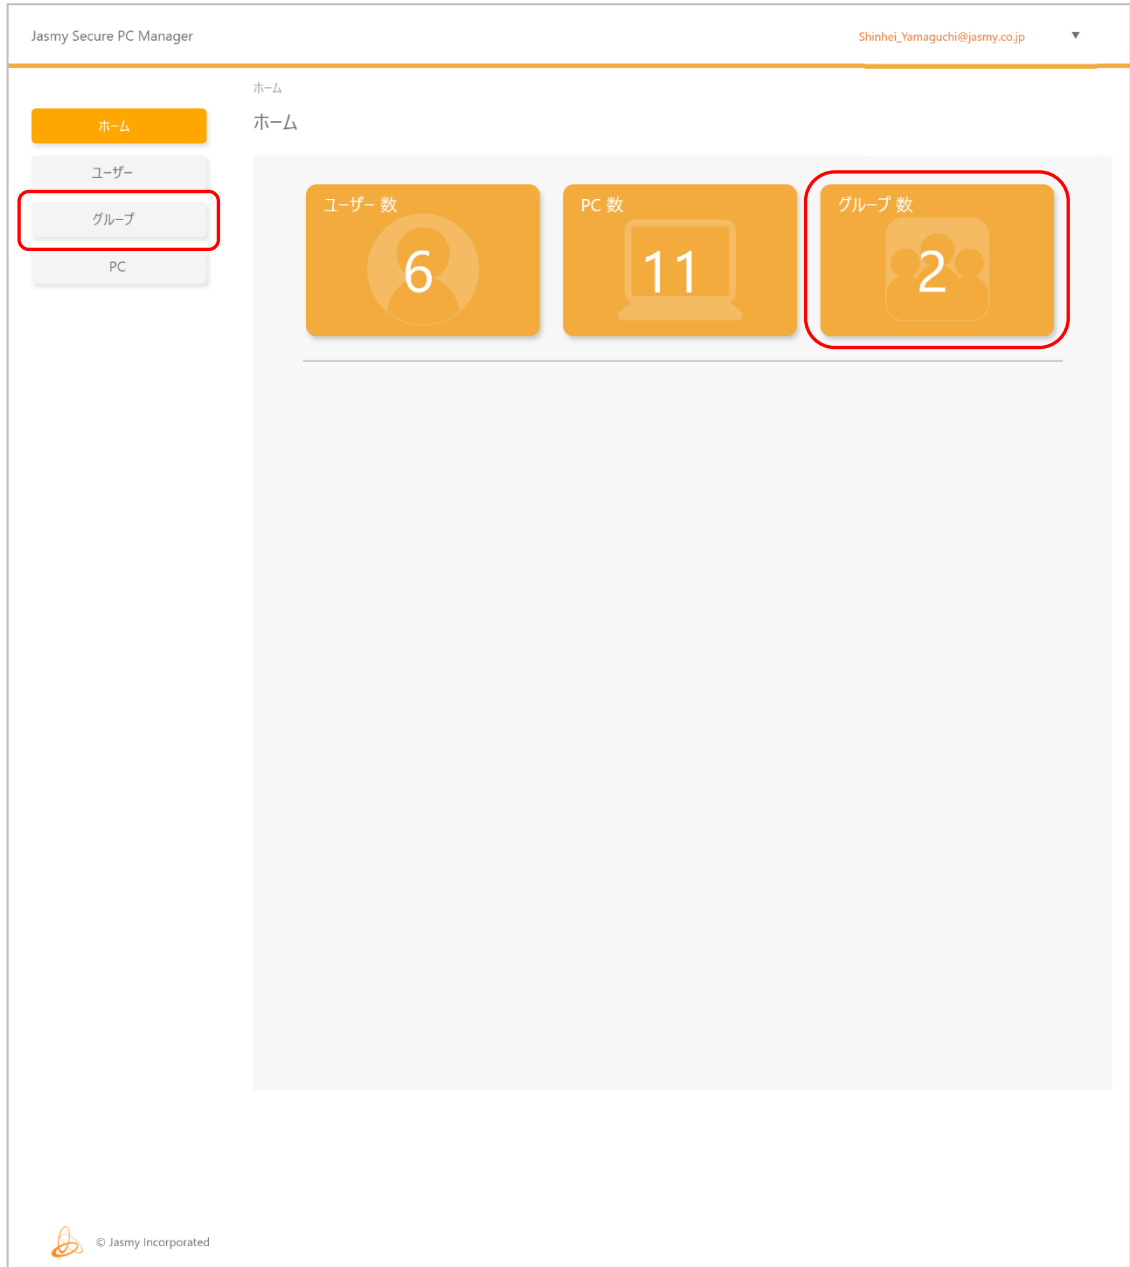 Jasmy Secure PC Manager
Shinhei_Yamaguchi@jasmy.co.jp ▼
ホーム
ホーム
ホーム
ユーザー
グループ
PC
ユーザー 数
6
PC 数
11
グループ 数
2
© Jasmy Incorporated